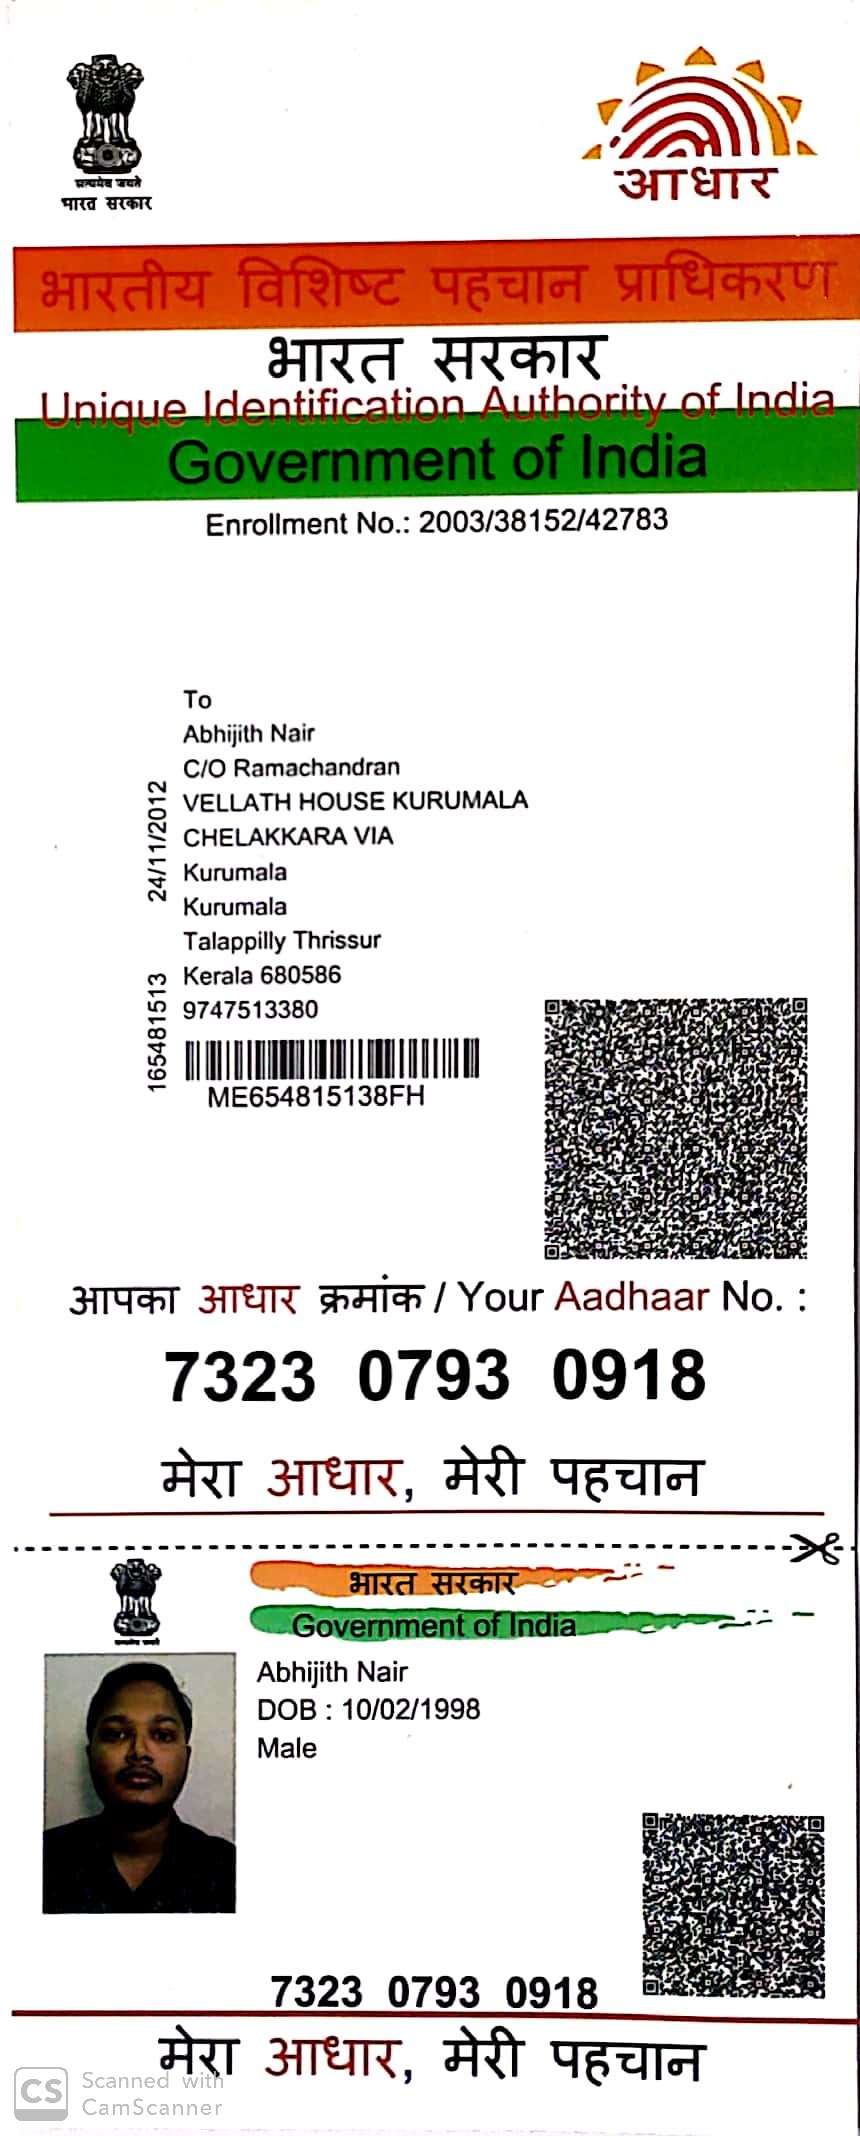 सत्यमेव जयते
भारत सरकार
आधार
भारतीय विशिष्ट पहचान प्राधिकरण
भारत सरकार
Unique Identification Authority of India
Government of India
Enrollment No.: 2003/38152/42783
To
Abhijith Nair
C/O Ramachandran
VELLATH HOUSE KURUMALA
CHELAKKARA VIA
Kurumala
Kurumala
Talappilly Thrissur
Kerala 680586
9747513380
24/11/2012
165481513
ME654815138FH
आपका आधार क्रमांक / Your Aadhaar No. :
7323 0793 0918
मेरा आधार, मेरी पहचान
भारत सरकार
Government of India
Abhijith Nair
DOB : 10/02/1998
Male
7323 0793 0918
मेरा आधार, मेरी पहचान
CS Scanned with
CamScanner